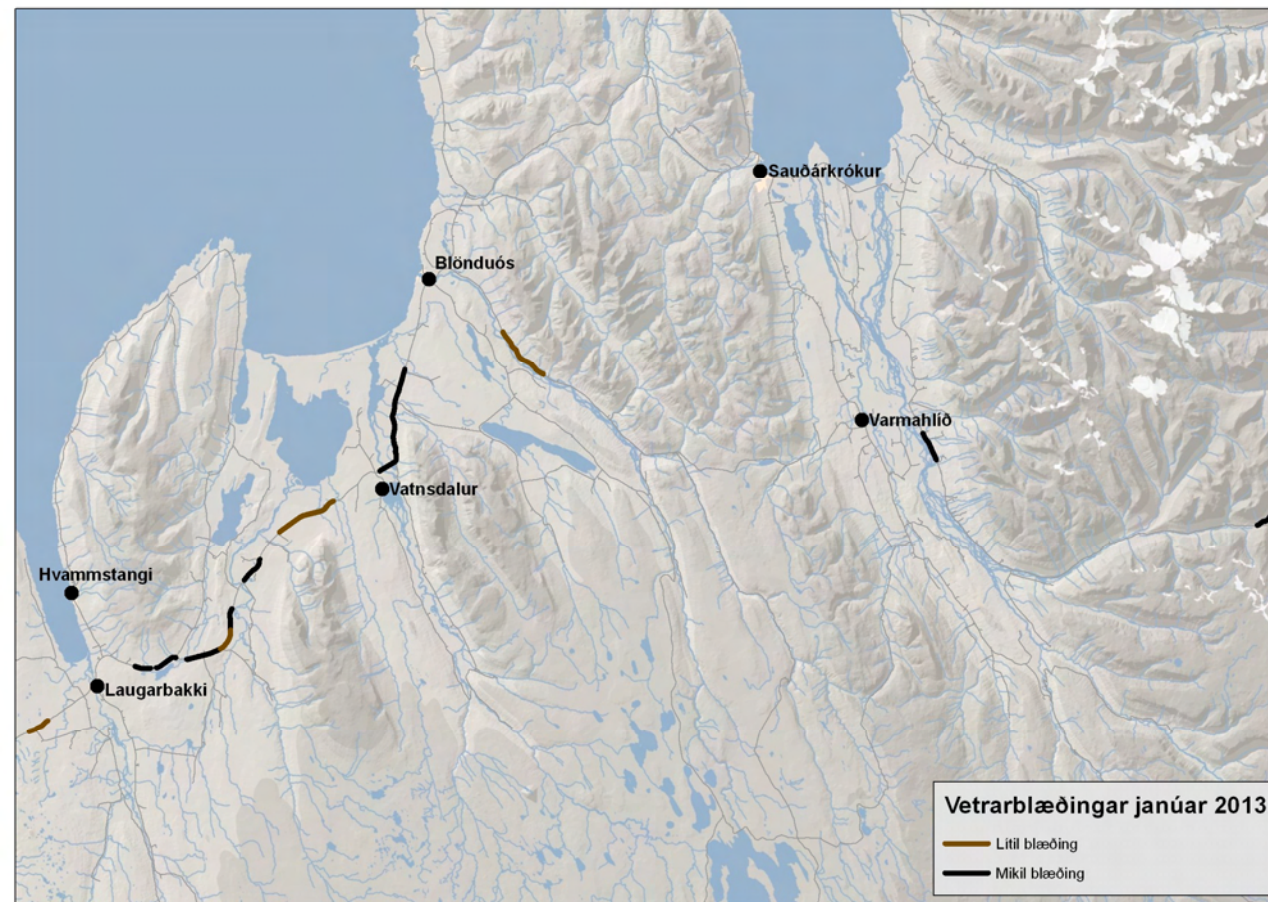 Sauðárkrókur
Blönduós
Varmahlíð
Vatnsdalur
Hvammstangi
Laugarbakki
Vetrarblæðingar janúar 2013
Lítil blæðing
Mikil blæðing